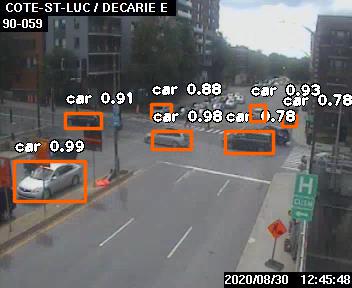 COTE-ST-LUC / DECARIE E
90-059
car 0.91
car 0.88
car 0.93
car 0.78
car 0.98
car 0.78
car 0.99
H
CUSM
2020/08/30 12:45:48